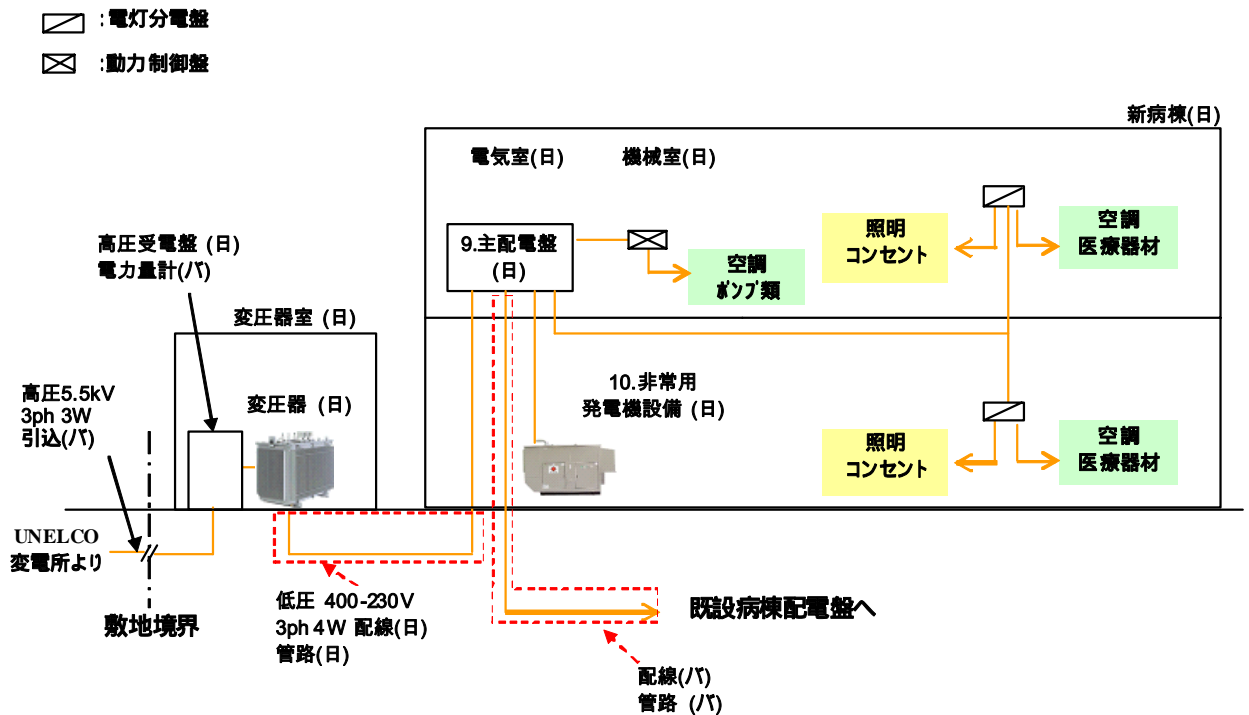 :電灯分電盤
:動力制御盤
新病棟(日)
電気室(日)
機械室(日)
高圧受電盤 (日)
電力量計(バ)
9.主配電盤
(日)
空調
ポンプ類
照明
コンセント
空調
医療器材
変圧器室 (日)
変圧器 (日)
高圧5.5kV
3ph 3W
引込(バ)
10.非常用
発電機設備 (日)
照明
コンセント
空調
医療器材
UNELCO
変電所より
敷地境界
低圧 400-230V
3ph 4W 配線(日)
管路(日)
既設病棟配電盤へ
配線(バ)
管路 (バ)